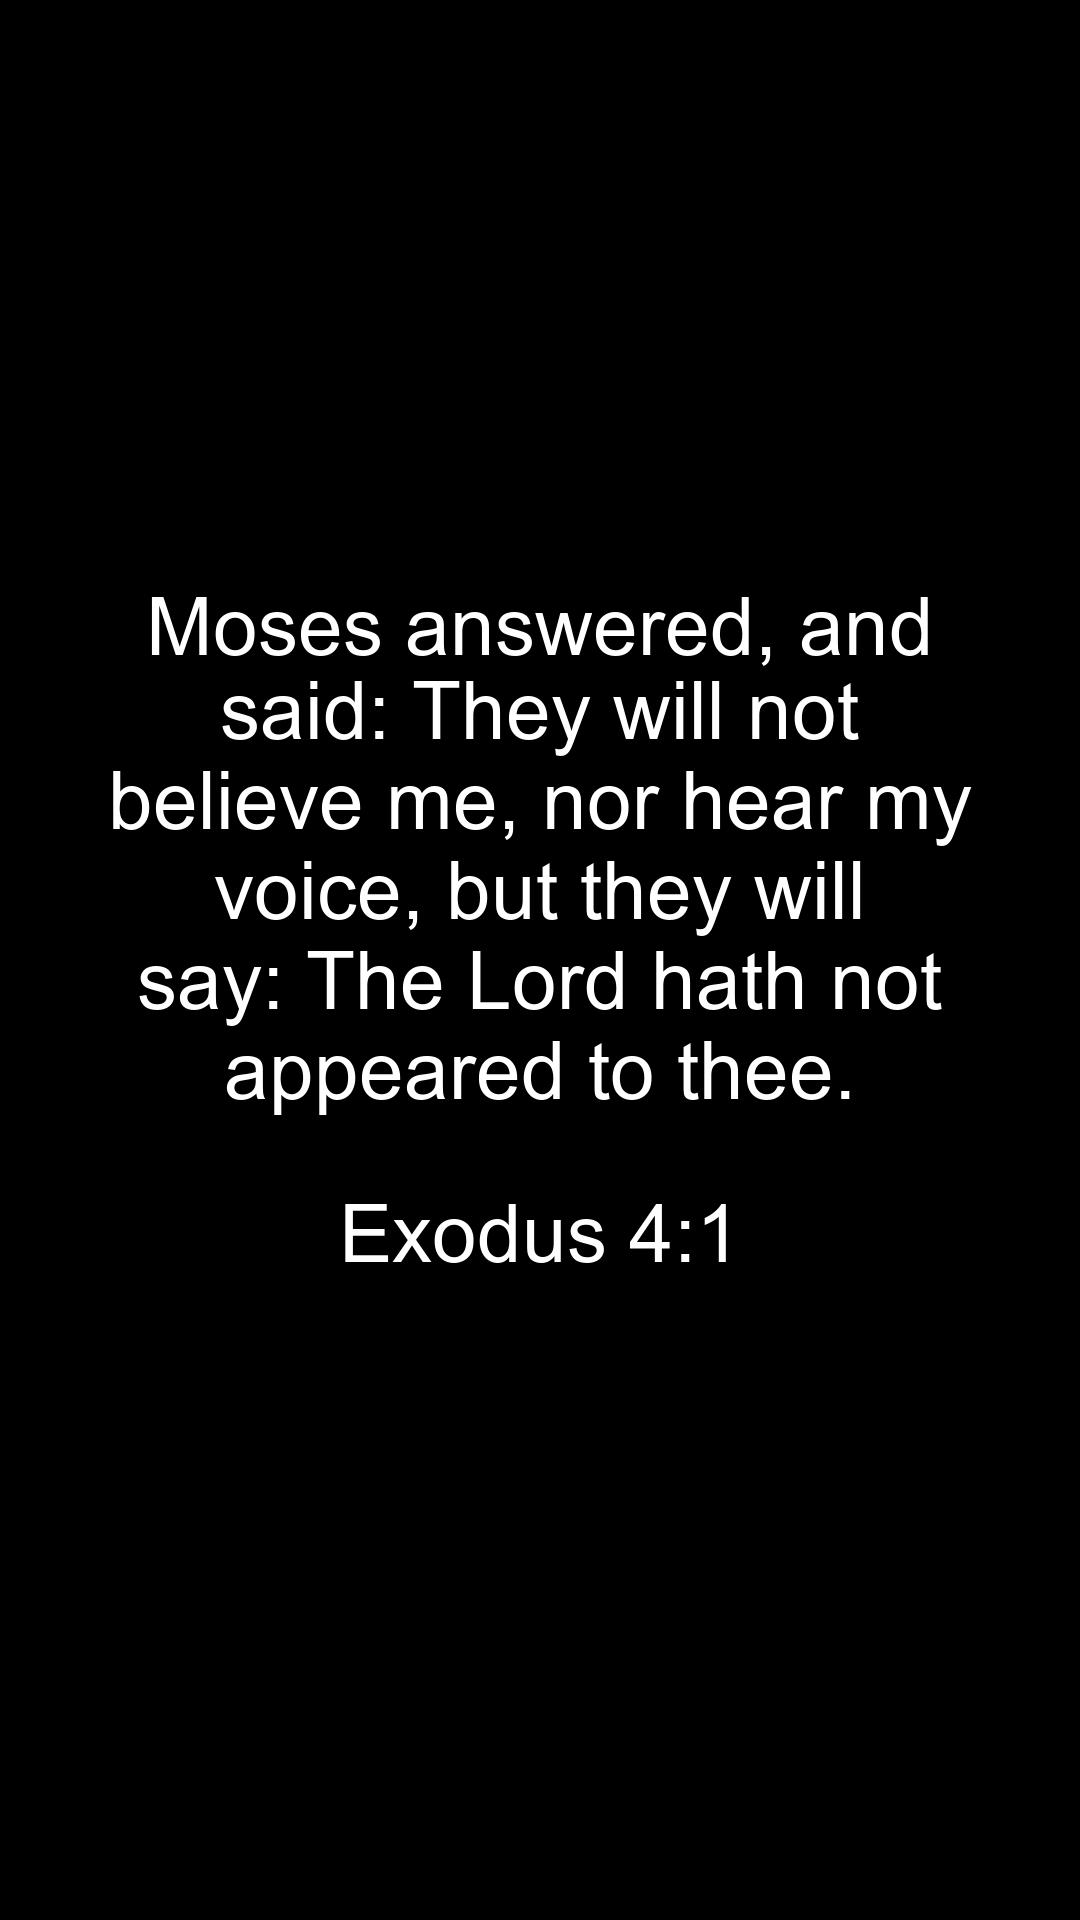 Moses answered, and
said: They will not
believe me, nor hear my
voice, but they will
say: The Lord hath not
appeared to thee.
Exodus 4:1